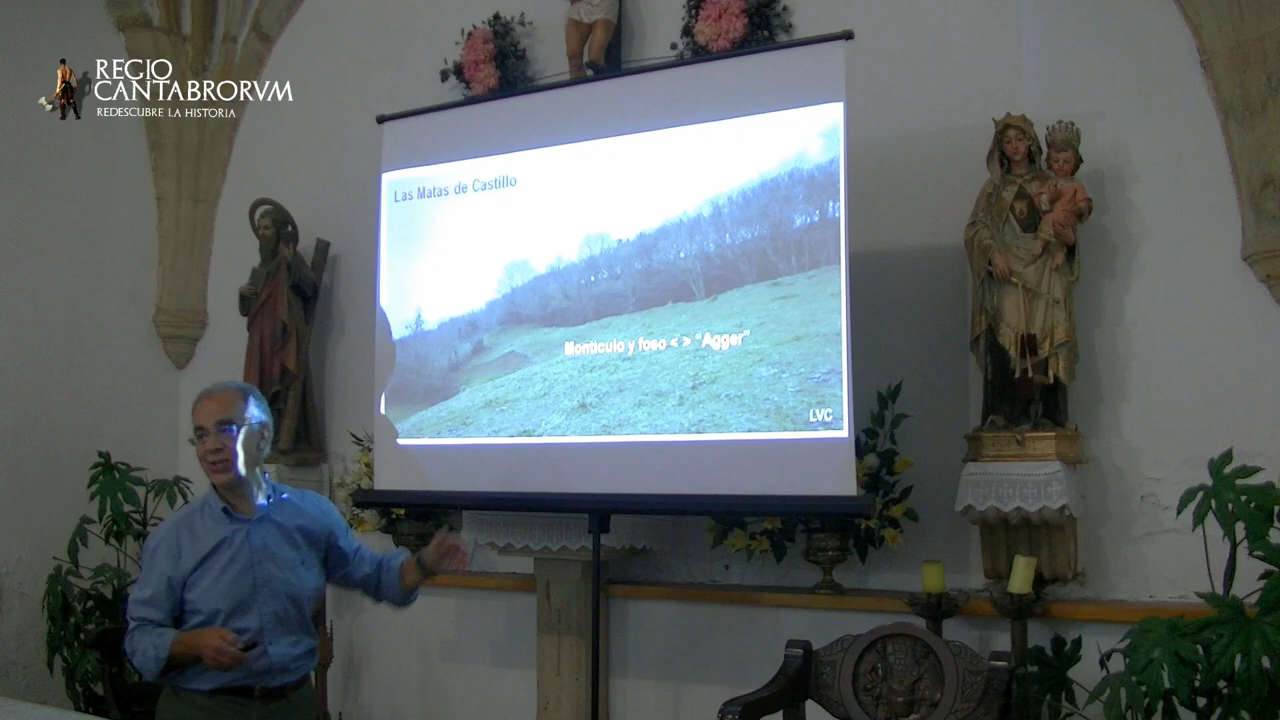 REGIO
CANTABRORVM
REDESCUBRE LA HISTORIA
Las Matas de Castillo
Montículo y foso < > "Agger"
LVC